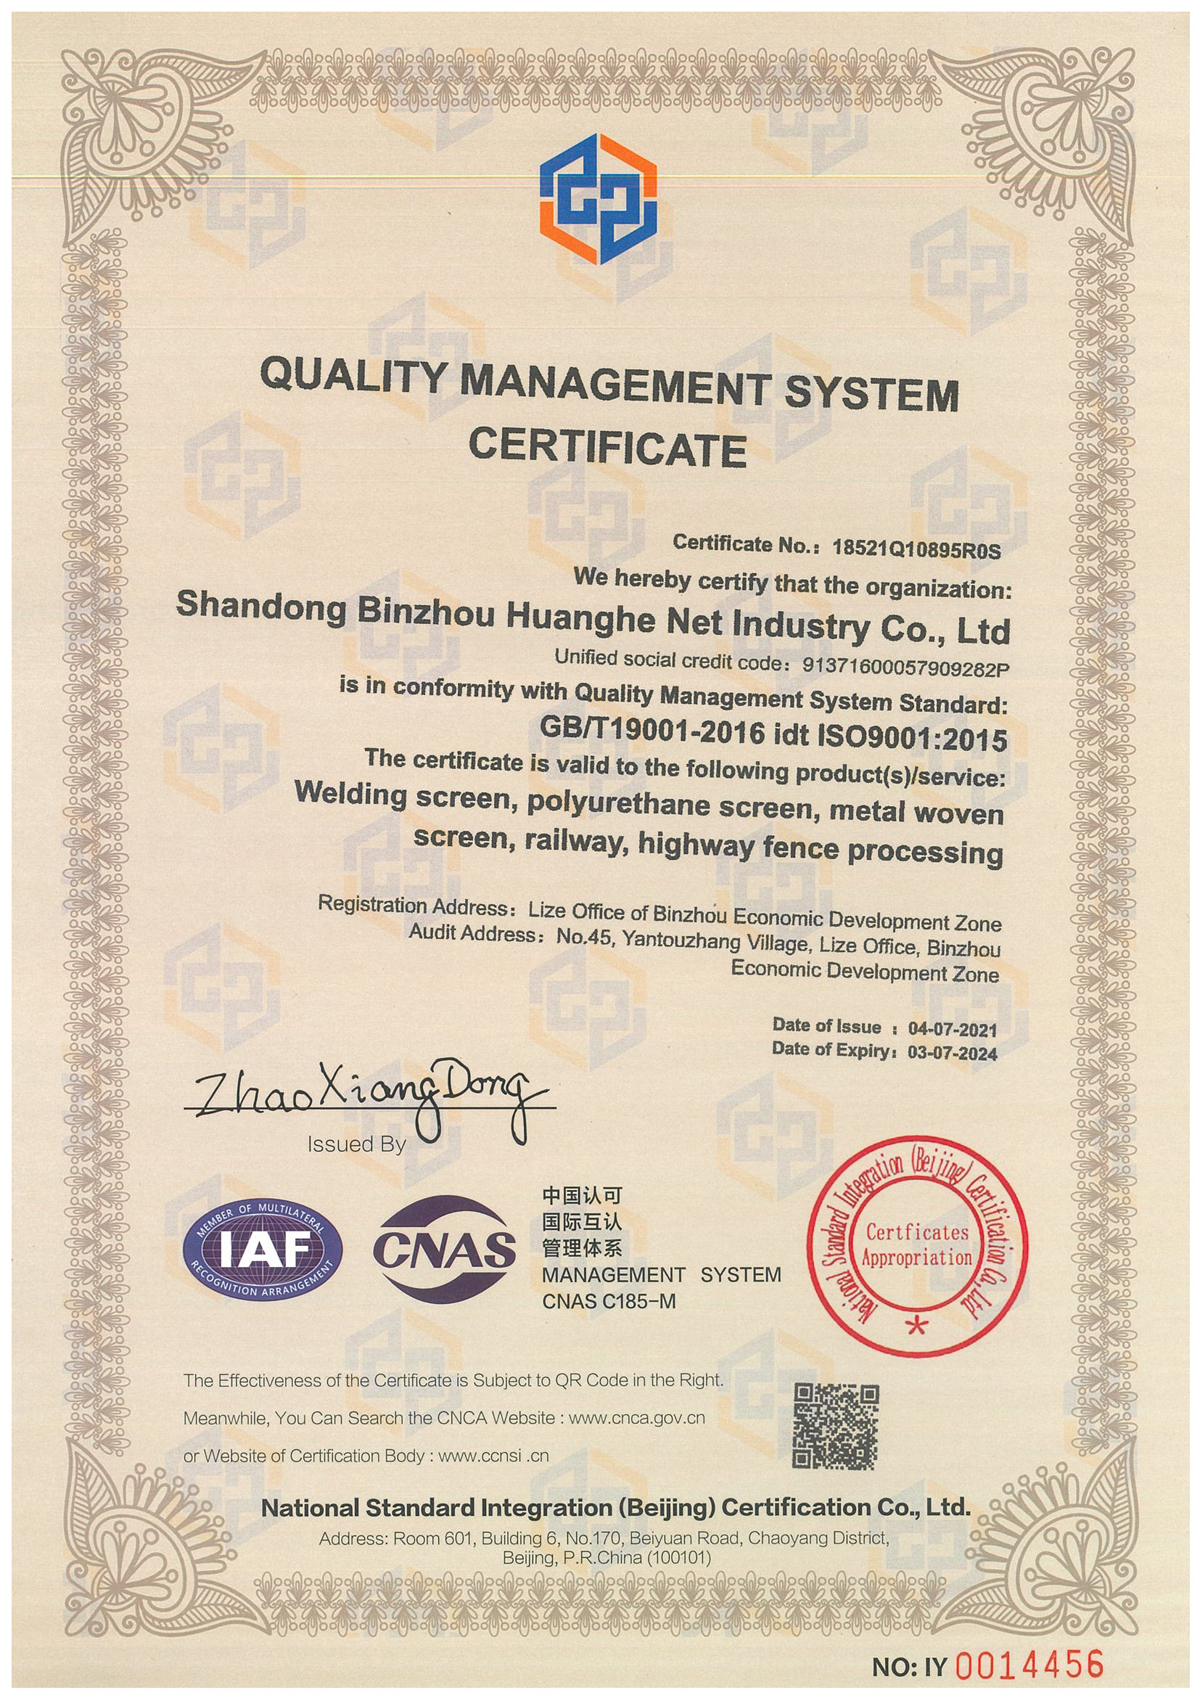 QUALITY MANAGEMENT SYSTEM
CERTIFICATE
Certificate No.: 18521Q10895R0S
We hereby certify that the organization:
Shandong Binzhou Huanghe Net Industry Co., Ltd
Unified social credit code: 91371600057909282P
is in conformity with Quality Management System Standard:
GB/T19001-2016 idt ISO9001:2015
The certificate is valid to the following product(s)/service:
Welding screen, polyurethane screen, metal woven
screen, railway, highway fence processing
Registration Address: Lize Office of Binzhou Economic Development Zone
Audit Address: No.45, Yantouzhang Village, Lize Office, Binzhou
Economic Development Zone
Date of Issue : 04-07-2021
Date of Expiry: 03-07-2024
ZhaoXiangDong
Issued By
MEMBER OF MULTILATERAL
IAF
RECOGNITION ARRANGEMENT
CNAS
中国认可
国际互认
管理体系
MANAGEMENT SYSTEM
CNAS C185-M
National Standard Integration (Beijing) Certification Co., Ltd
Certficates
Appropriation
The Effectiveness of the Certificate is Subject to QR Code in the Right.
Meanwhile, You Can Search the CNCA Website : www.cnca.gov.cn
or Website of Certification Body : www.ccnsi .cn
National Standard Integration (Beijing) Certification Co., Ltd.
Address: Room 601, Building 6, No.170, Beiyuan Road, Chaoyang District,
Beijing, P.R.China (100101)
NO: IY 0014456